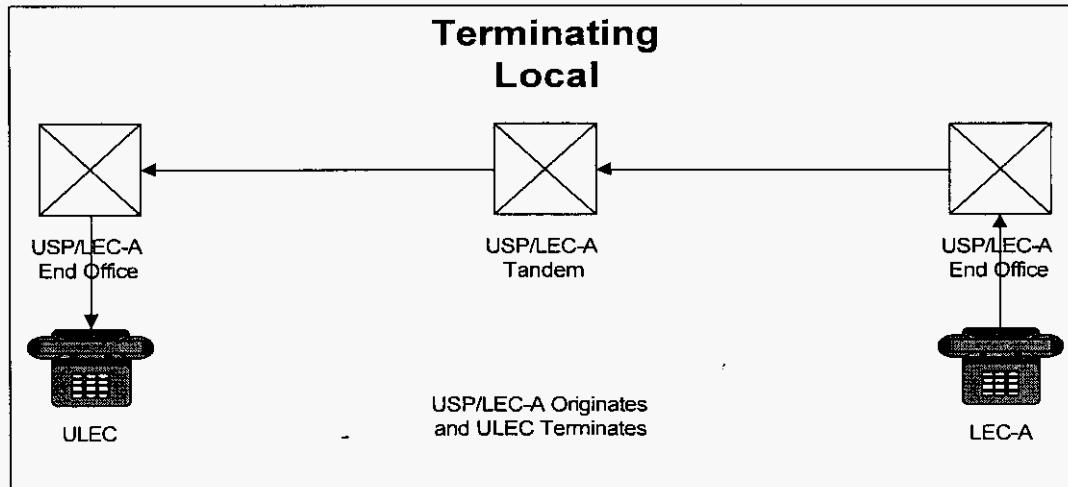 Terminating
Local
USP/LEC-A
End Office
USP/LEC-A
Tandem
USP/LEC-A
End Office
USP/LEC-A Originates
and ULEC Terminates
ULEC
LEC-A